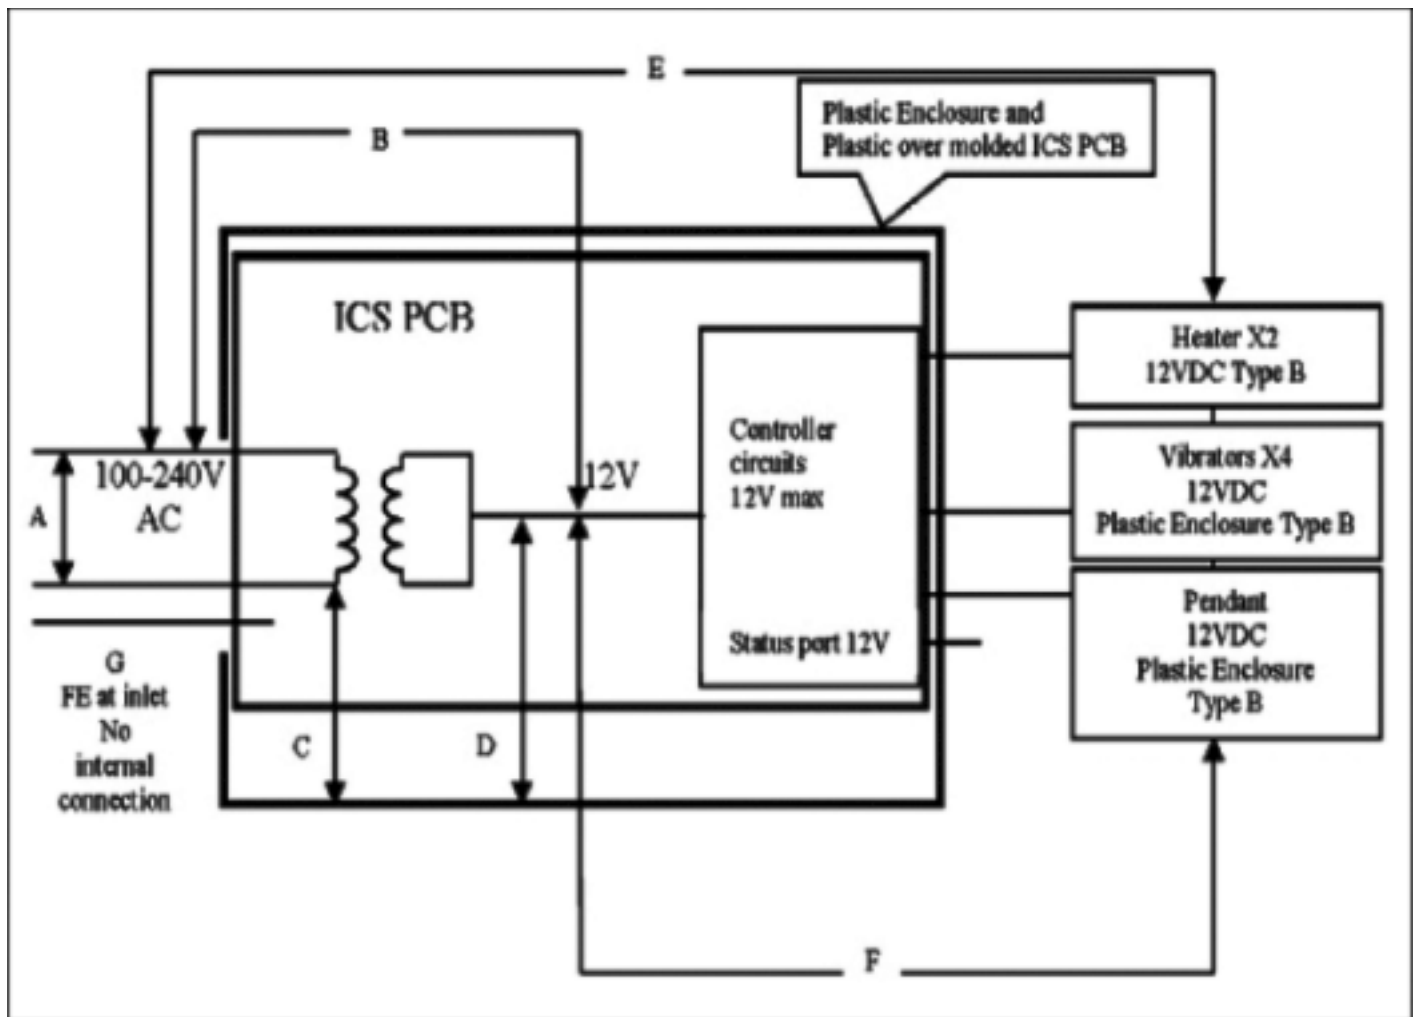 E
B
Plastic Enclosure and
Plastic over molded ICS PCB
ICS PCB
Heater X2
12VDC Type B
Controller
circuits
12V max
Vibrators X4
12VDC
Plastic Enclosure Type B
100-240V
AC
A
12V
Pendant
12VDC
Plastic Enclosure
Type B
Status port 12V
G
FE at inlet
No
internal
connection
C
D
F